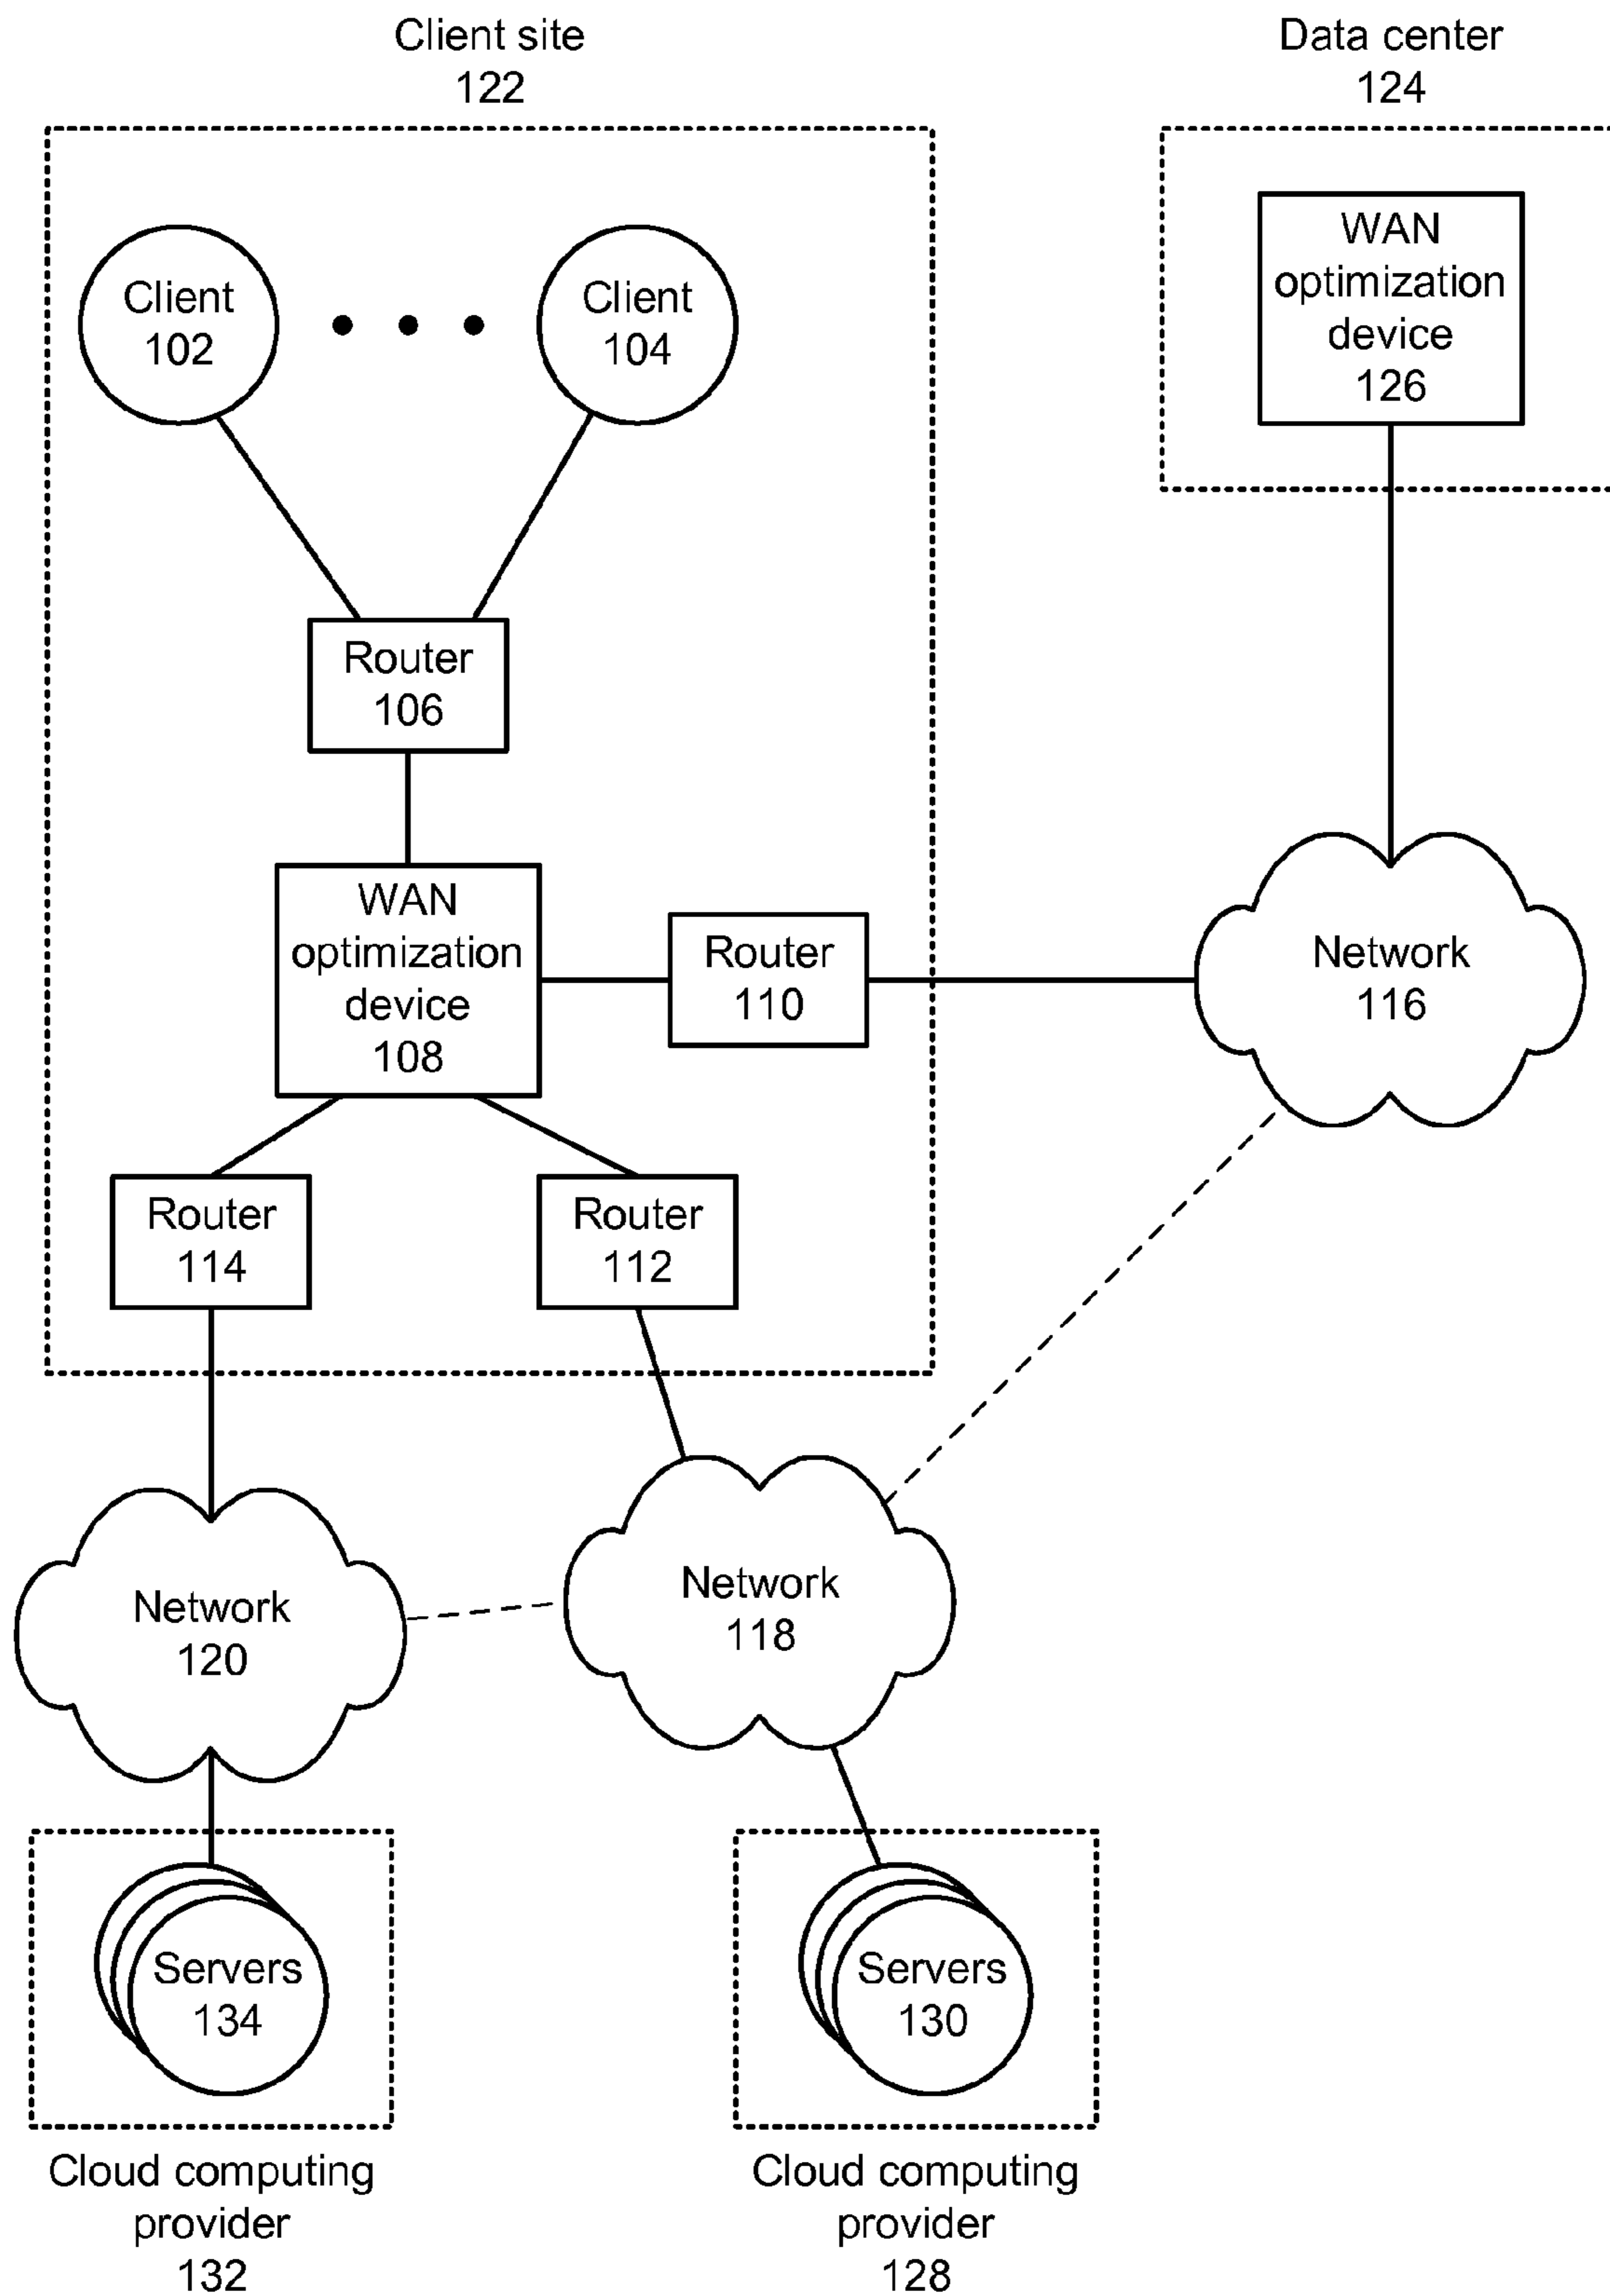 Client site
122
Data center
124
Client
102
Client
104
WAN
optimization
device
126
Router
106
WAN
optimization
device
108
Router
110
Network
116
Router
114
Router
112
Network
120
Network
118
Servers
134
Servers
130
Cloud computing
provider
132
Cloud computing
provider
128